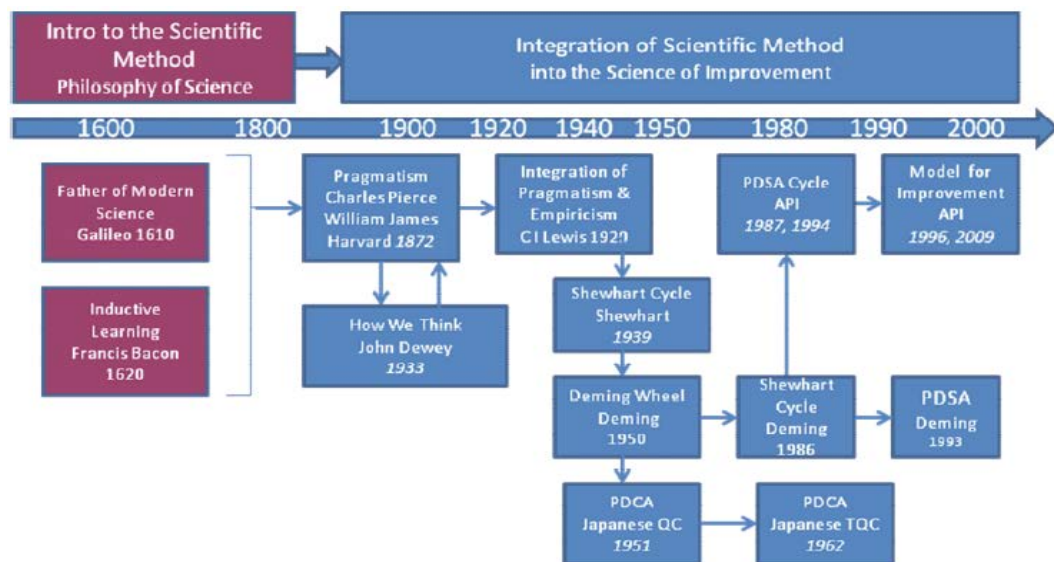 Intro to the Scientific
Method
Philosophy of Science
Integration of Scientific Method
into the Science of Improvement
1600
1800
1900
1920
1940
1950
1980
1990
2000
Father of Modern
Science
Galileo 1610
Inductive
Learning
Francis Bacon
1620
Pragmatism
Charles Pierce
William James
Harvard 1872
How We Think
John Dewey
1933
Integration of
Pragmatism &
Empiricism
CI Lewis 1929
Shewhart Cycle
Shewhart
1939
Deming Wheel
Deming
1950
PDCA
Japanese QC
1951
PDSA Cycle
API
1987, 1994
Shewhart
Cycle
Deming
1986
PDCA
Japanese TQC
1962
Model for
Improvement
API
1996, 2009
PDSA
Deming
1993